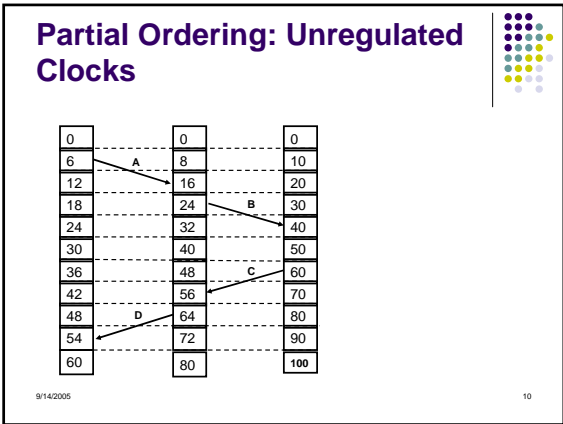 Partial Ordering: Unregulated
Clocks
0 0 0
6 A 8 10
12 16 20
18 24 B 30
24 32 40
30 40 50
36 48 C 60
42 56 70
48 D 64 80
54 72 90
60 80 100
9/14/2005 10